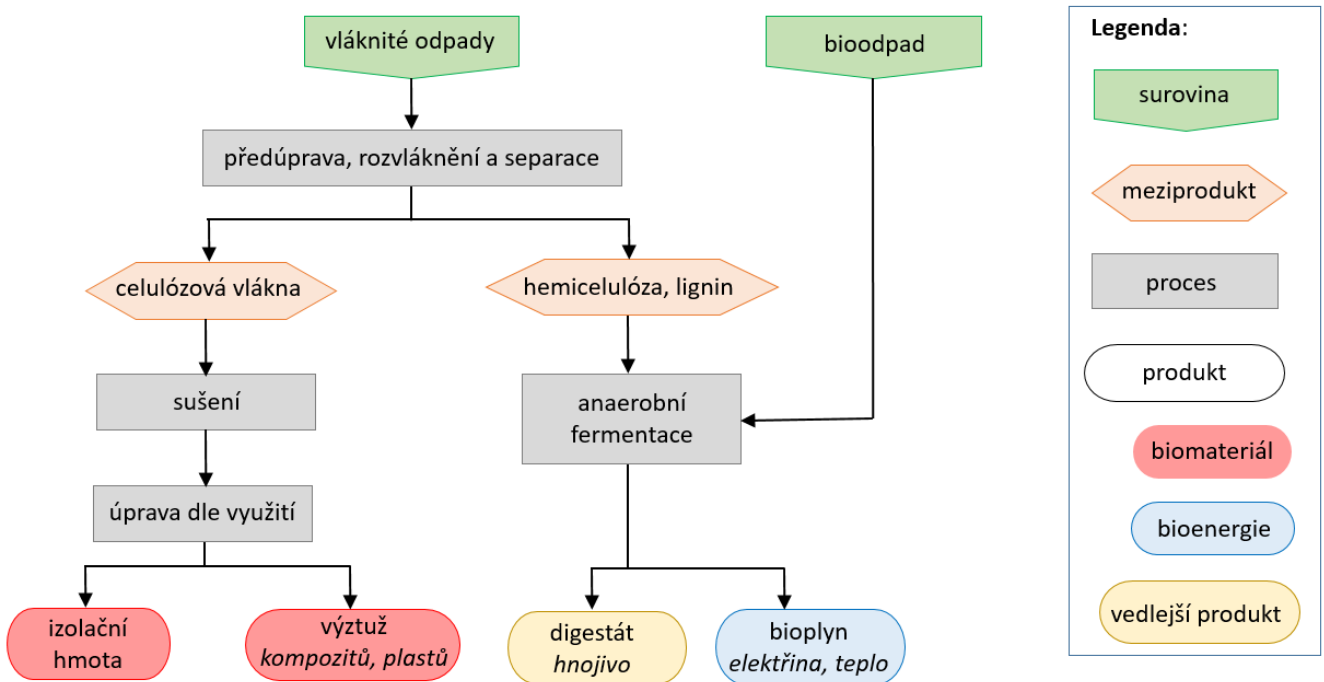 vláknité odpady
bioodpad
předúprava, rozvláknění a separace
celulózová vlákna
hemicelulóza, lignin
sušení
anaerobní
fermentace
úprava dle využití
izolační
hmota
výztuž
kompozitů, plastů
digestát
hnojivo
bioplyn
elektřina, teplo
Legenda:
surovina
meziprodukt
proces
produkt
biomateriál
bioenergie
vedlejší produkt